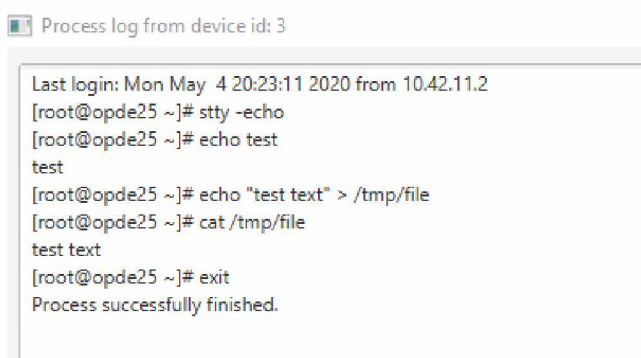 Process log from device id: 3
Last login: Mon May  4 20:23:11 2020 from 10.42.11.2
[root@opde25 ~]# stty -echo
[root@opde25 ~]# echo test
test
[root@opde25 ~]# echo "test text" > /tmp/file
[root@opde25 ~]# cat /tmp/file
test text
[root@opde25 ~]# exit
Process successfully finished.